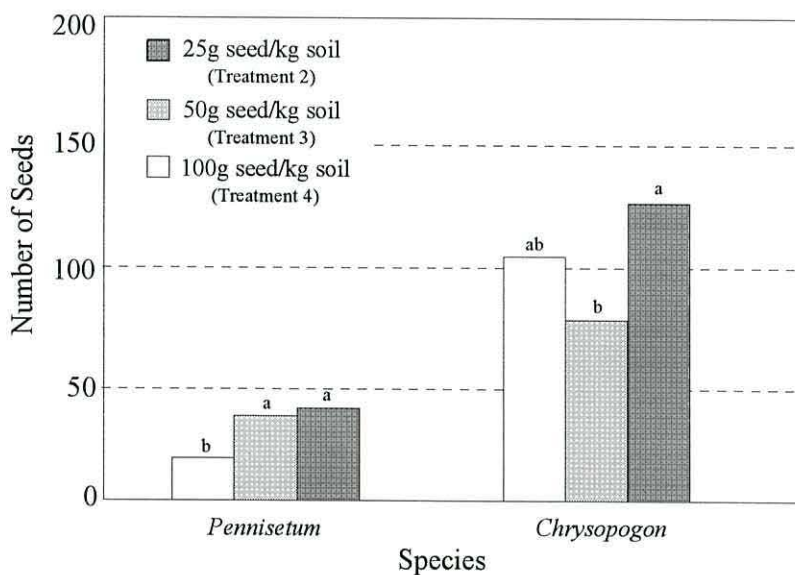 200
150
100
50
0
Number of Seeds
25g seed/kg soil
(Treatment 2)
50g seed/kg soil
(Treatment 3)
100g seed/kg soil
(Treatment 4)
b
a
a
ab
b
a
Pennisetum
Chrysopogon
Species